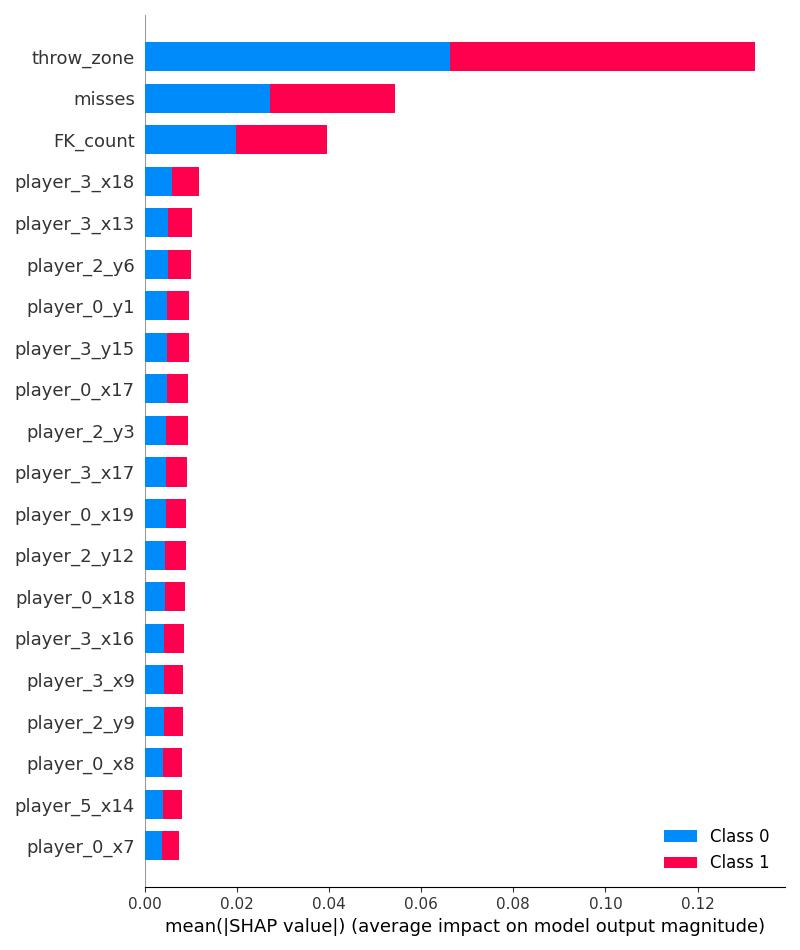 throw_zone
misses
FK_count
player_3_x18
player_3_x13
player_2_y6
player_0_y1
player_3_y15
player_0_x17
player_2_y3
player_3_x17
player_0_x19
player_2_y12
player_0_x18
player_3_x16
player_3_x9
player_2_y9
player_0_x8
player_5_x14
player_0_x7
Class 0
Class 1
0.00 0.02 0.04 0.06 0.08 0.10 0.12
mean(|SHAP value|) (average impact on model output magnitude)